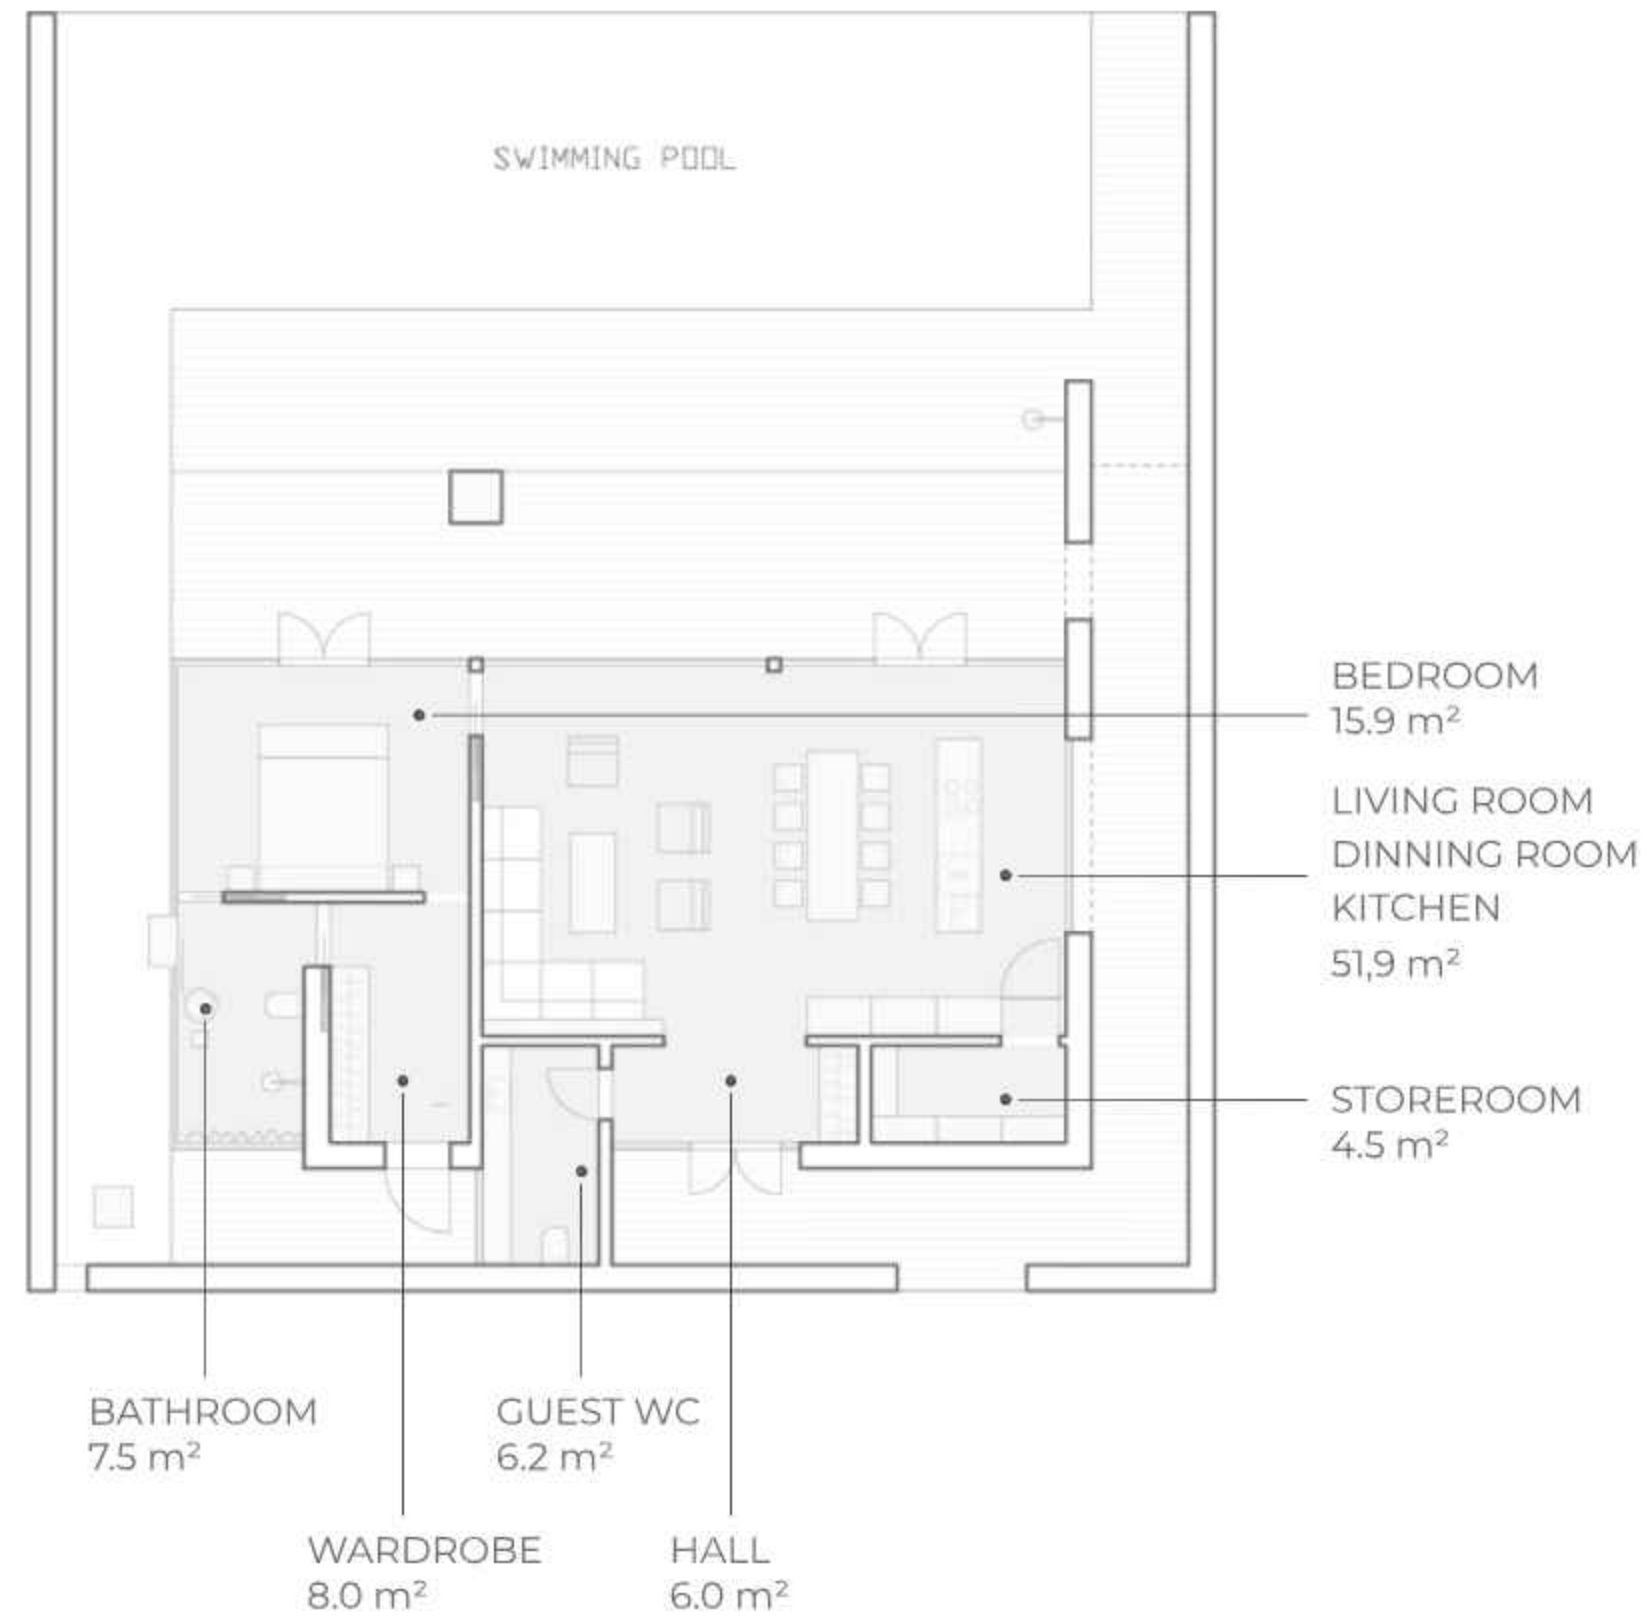 SWIMMING POOL
BEDROOM
15.9 m²
LIVING ROOM
DINNING ROOM
KITCHEN
51,9 m²
STOREROOM
4.5 m²
BATHROOM
7.5 m²
GUEST WC
6.2 m²
WARDROBE
8.0 m²
HALL
6.0 m²